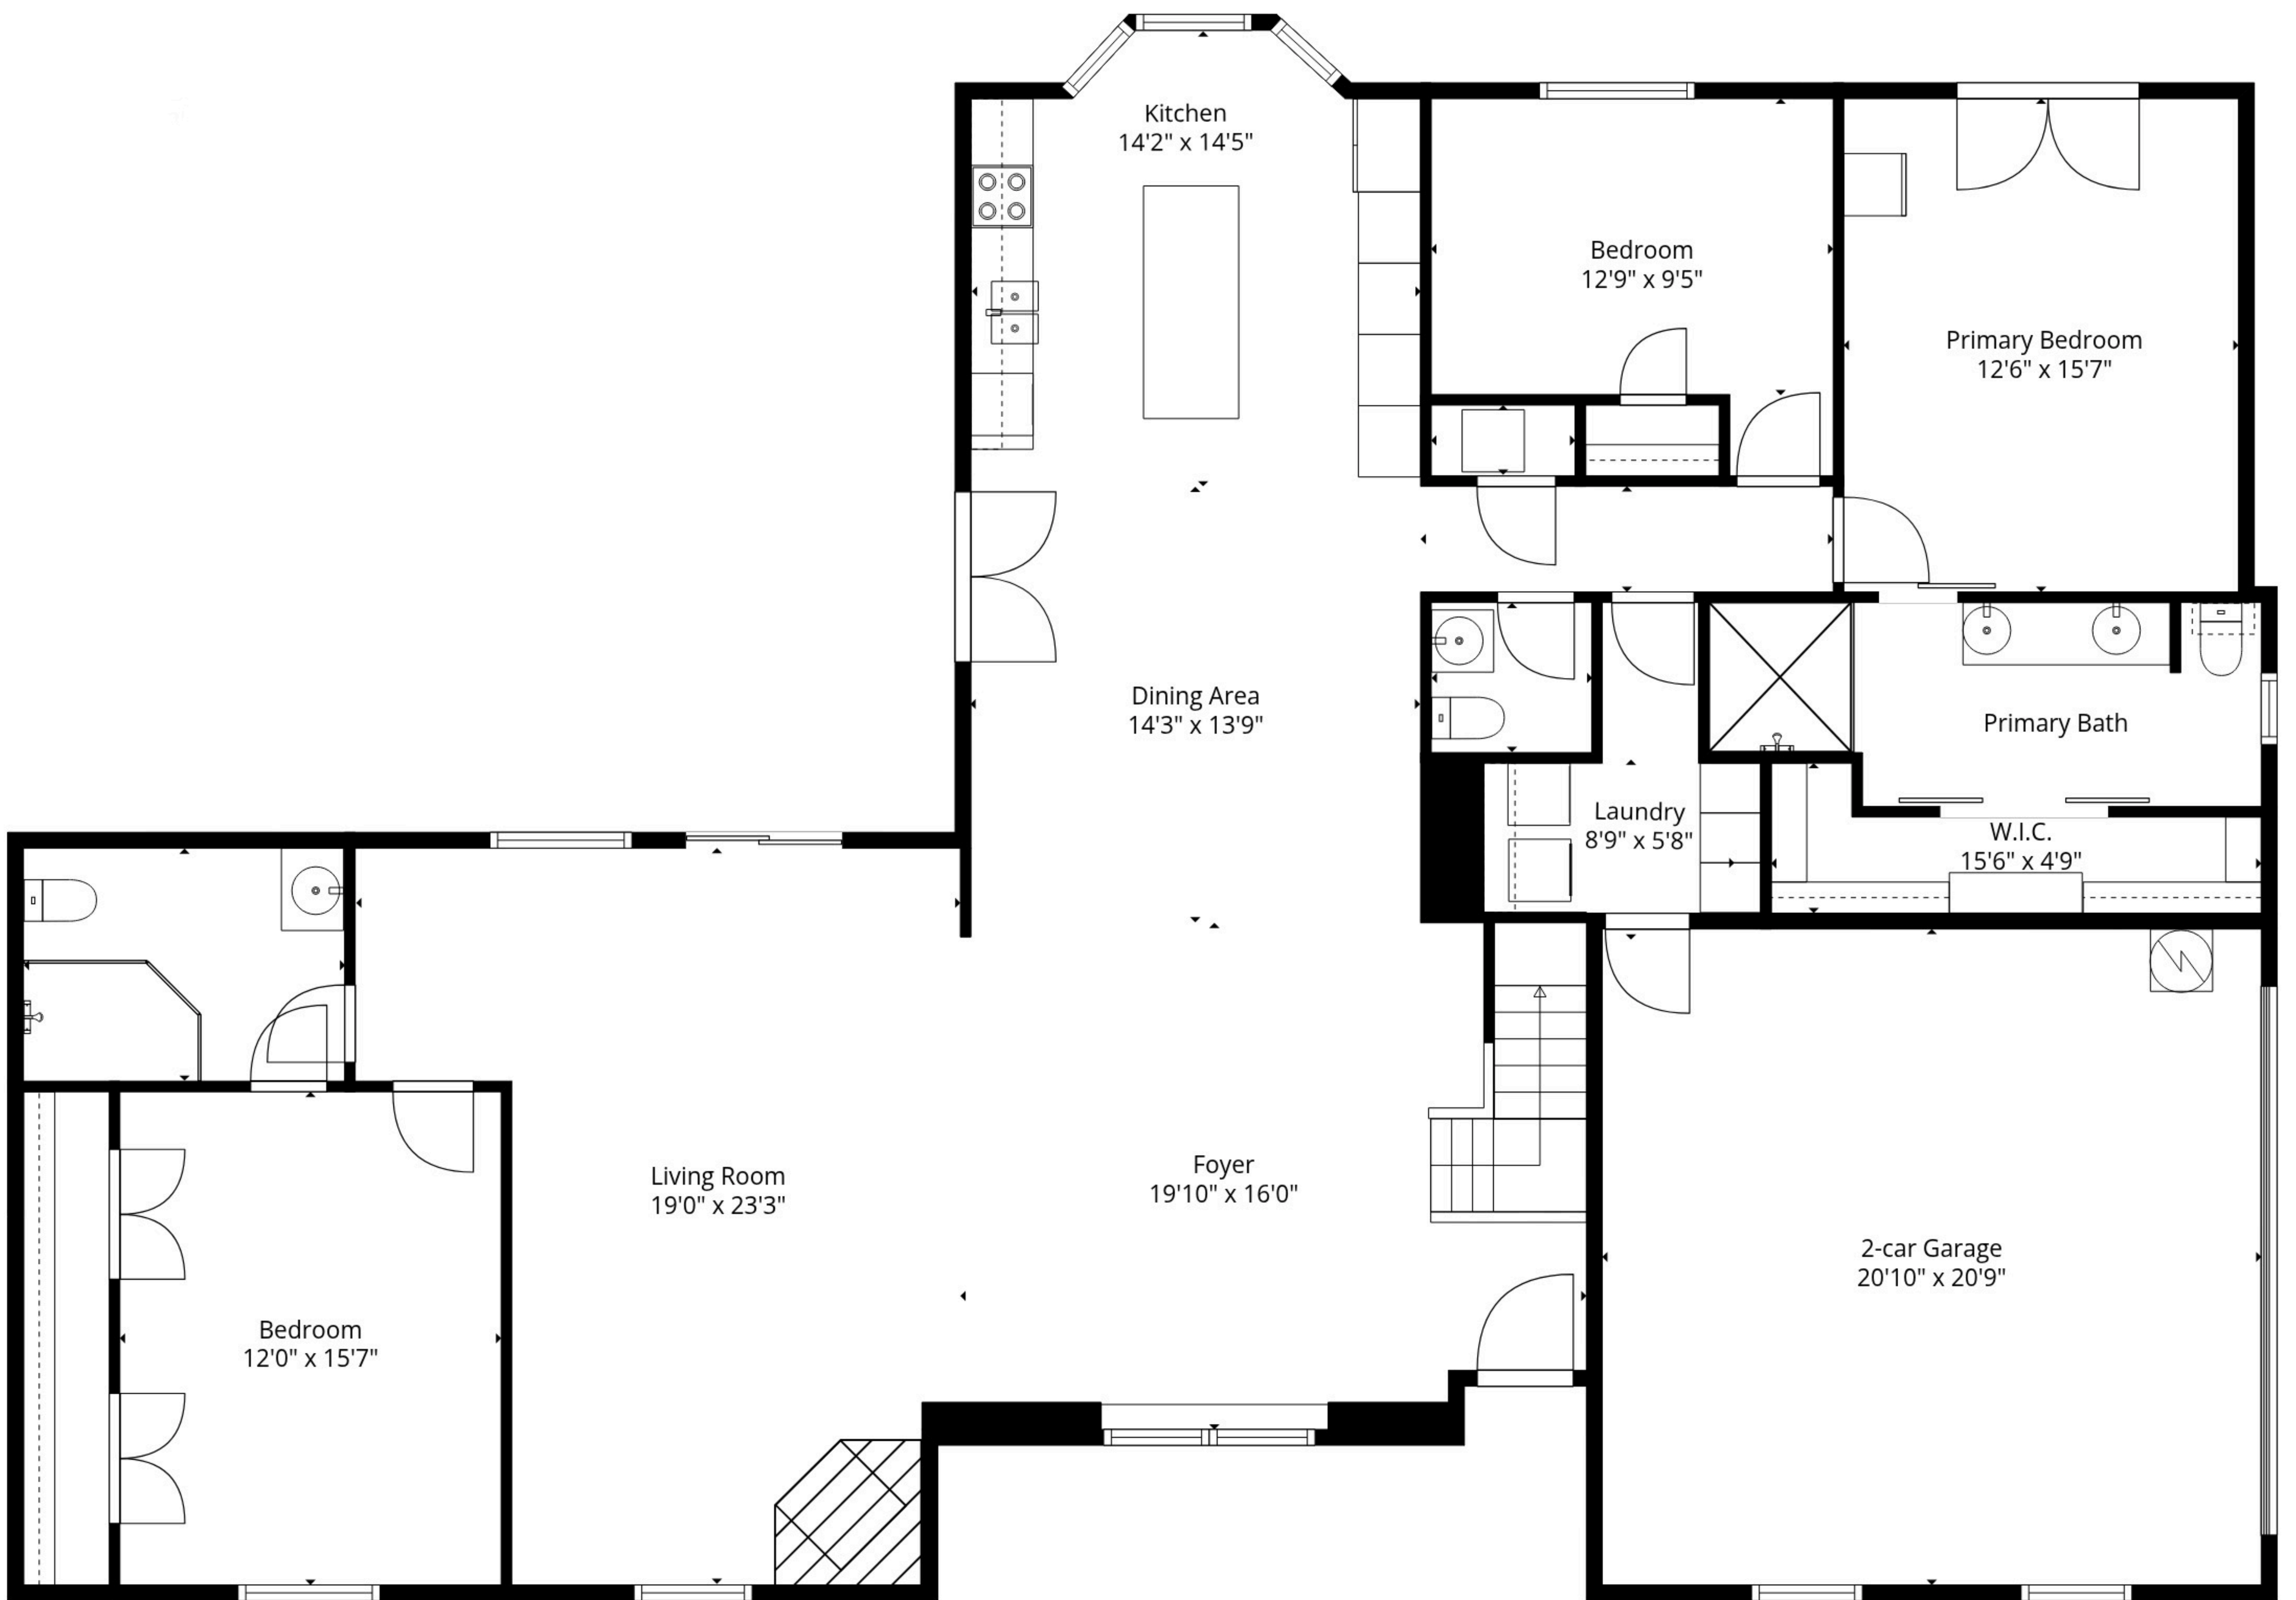 Kitchen
14'2" x 14'5"
Bedroom
12'9" x 9'5"
Primary Bedroom
12'6" x 15'7"
Dining Area
14'3" x 13'9"
Primary Bath
Laundry
8'9" x 5'8"
W.I.C.
15'6" x 4'9"
Living Room
19'0" x 23'3"
Foyer
19'10" x 16'0"
2-car Garage
20'10" x 20'9"
Bedroom
12'0" x 15'7"